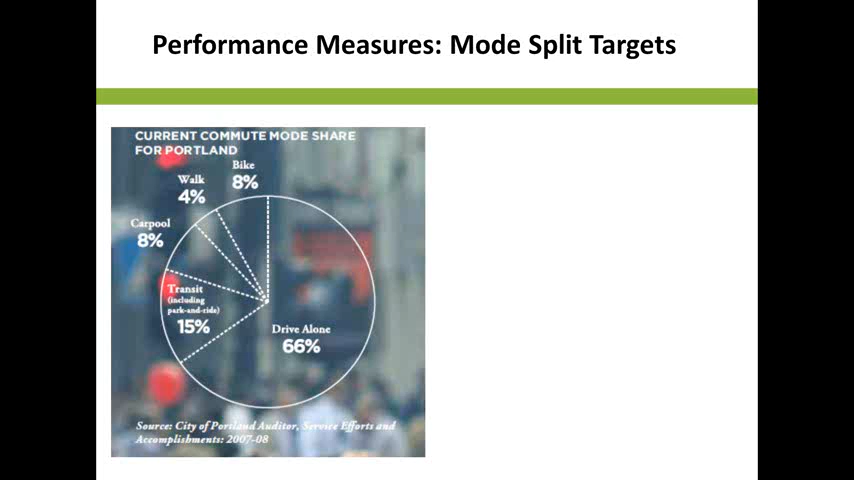 Performance Measures: Mode Split Targets
CURRENT COMMUTE MODE SHARE
FOR PORTLAND
Bike
8%
Walk
4%
Carpool
8%
Transit
(including
park-and-ride)
15%
Drive Alone
66%
Source: City of Portland Auditor, Service Efforts and
Accomplishments: 2007-08